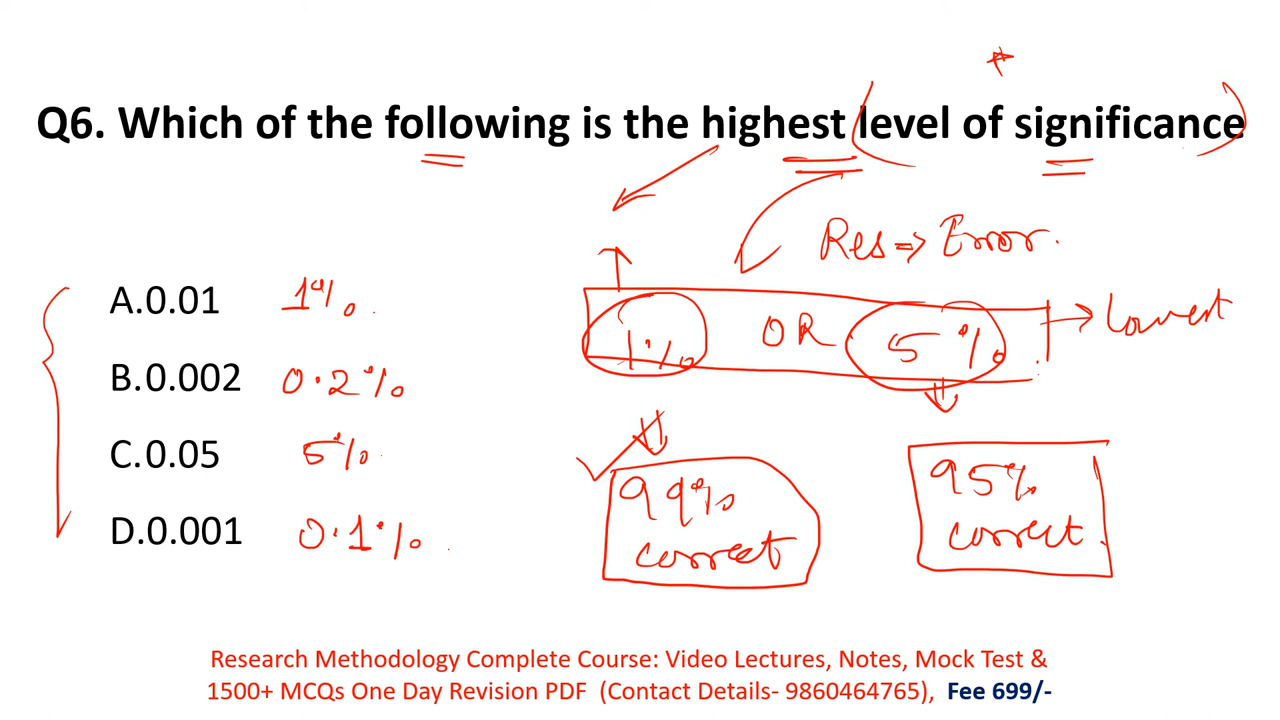 Q6. Which of the following is the highest level of significance
Res => Error.
A.0.01 1%
1% OR 5% → Lowest
B.0.002 0.2%
C.0.05 5%
99% correct
95% correct
D.0.001 0.1%
Research Methodology Complete Course: Video Lectures, Notes, Mock Test &
1500+ MCQs One Day Revision PDF (Contact Details- 9860464765), Fee 699/-